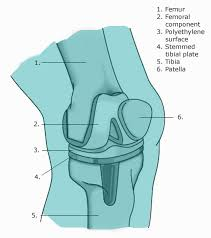 1. Femur
2. Femoral
component
3. Polyethylene
surface
4. Stemmed
tibial plate
5. Tibia
6. Patella
1.
2.
6.
3.
4.
5.